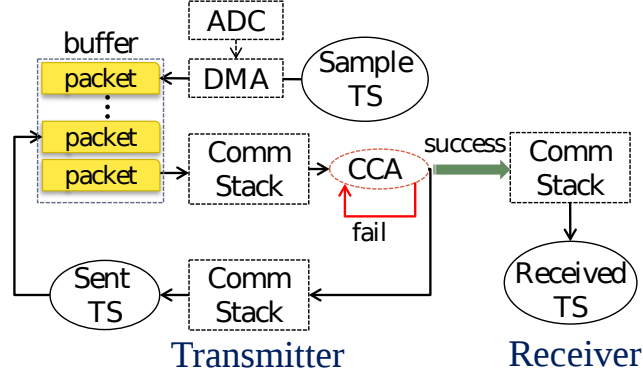 ADC
buffer
packet
DMA
Sample
TS
packet
packet
Comm
Stack
CCA
success
Comm
Stack
fail
Sent
TS
Comm
Stack
Received
TS
Transmitter
Receiver